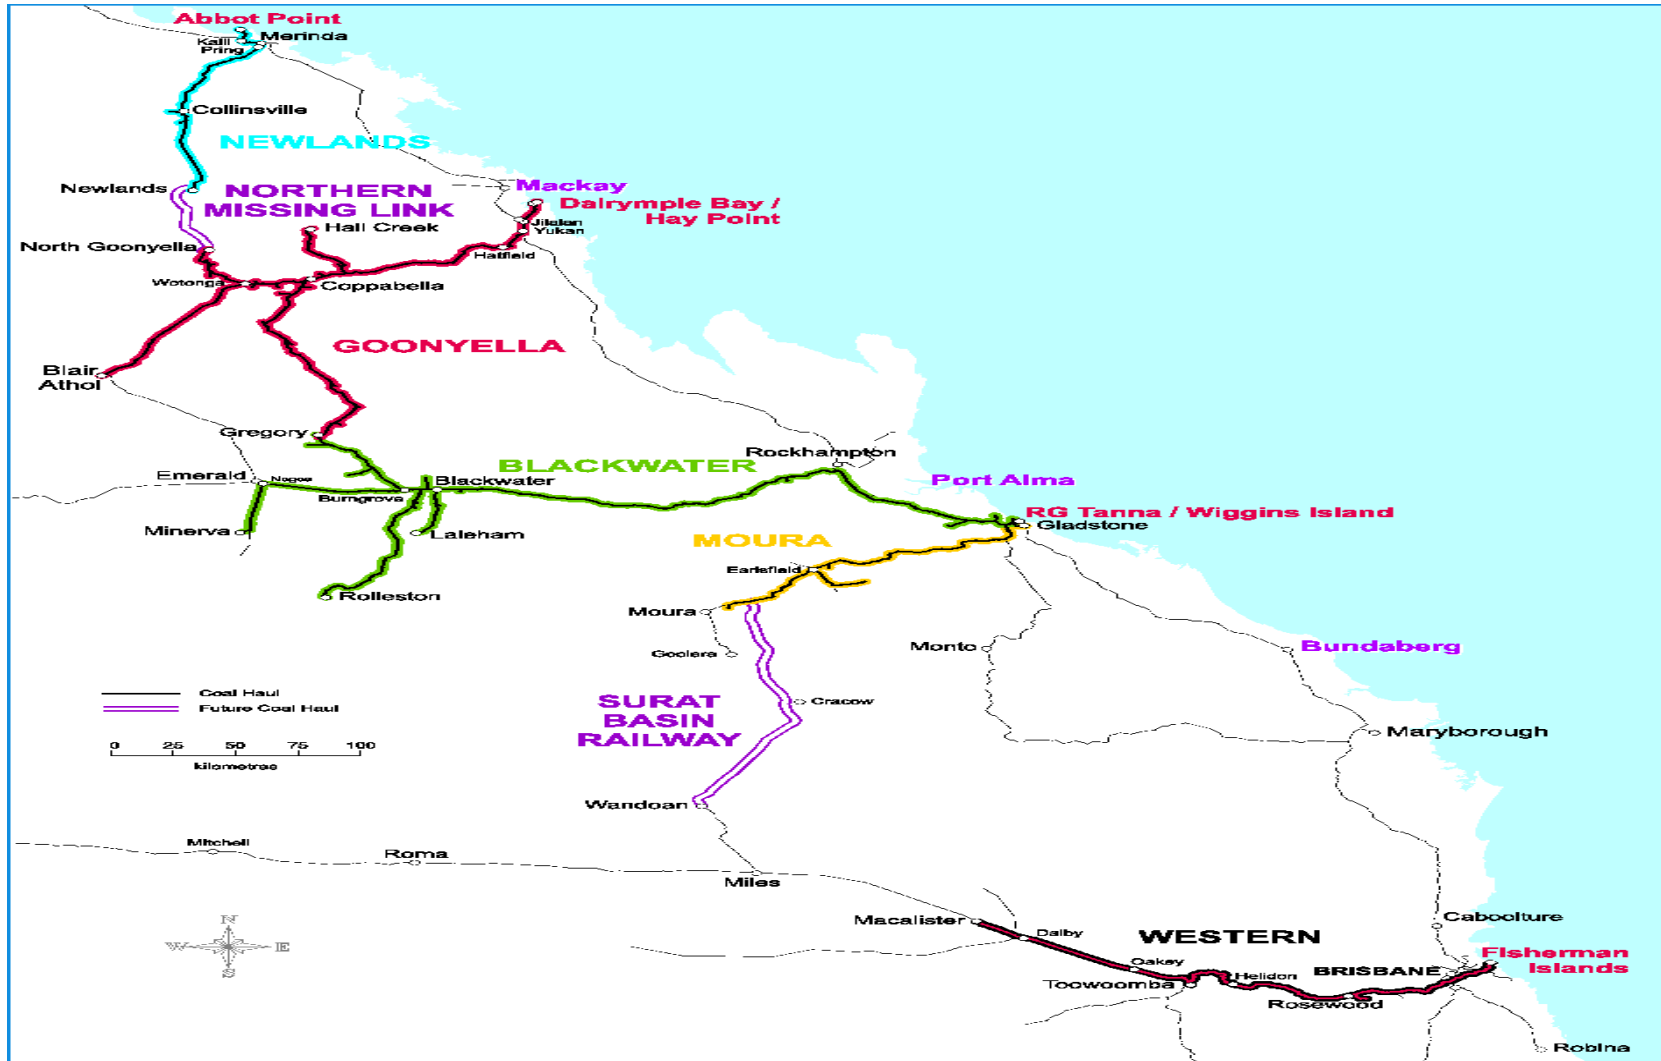 Abbot Point
Kaili
Merinda
Pring
Collinsville
NEWLANDS
Newlands
NORTHERN
MISSING LINK
Mackay
Dalrymple Bay /
Hay Point
Hall Creek
Jilalan
Yukan
North Goonyella
Hatfield
Wotonga
Coppabella
GOONYELLA
Blair
Athol
Gregory
Rockhampton
BLACKWATER
Emerald
Nogoa
Blackwater
Burngrove
Port Alma
RG Tanna / Wiggins Island
Gladstone
Minerva
Laleham
MOURA
Earlsfield
Rolleston
Moura
Goolara
Monto
Bundaberg
Coal Haul
Future Coal Haul
SURAT
BASIN
RAILWAY
Cracow
Maryborough
0 25 50 75 100
kilometres
Wandoan
Mitchell
Roma
Miles
Macalister
Dalby
WESTERN
Caboolture
N
W E
S
Oakey
Toowoomba
Helidon
Rosewood
BRISBANE
Fisherman
Islands
Robina